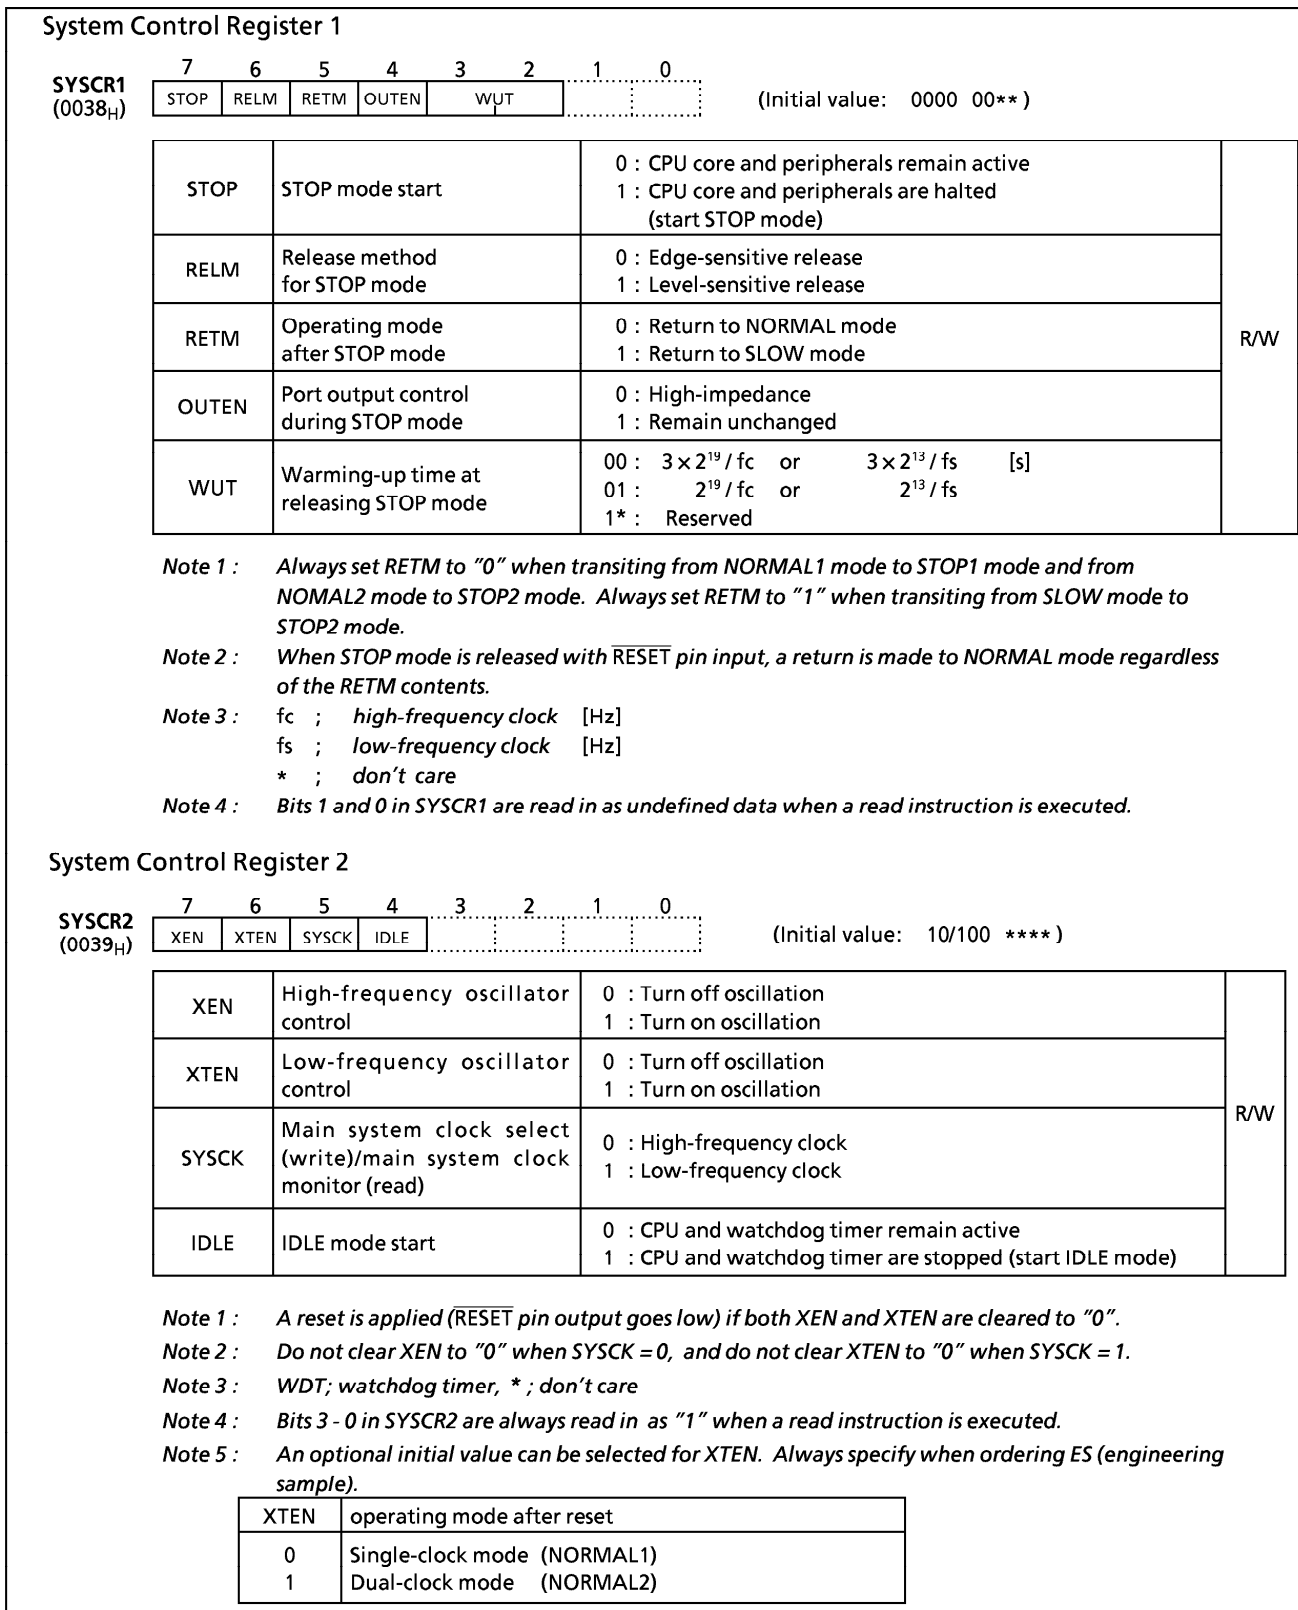 System Control Register 1
7 6 5 4 3 2 1 0
SYSCR1 (0038H) STOP RELM RETM OUTEN WUT (Initial value: 0000 00**)
STOP STOP mode start 0 : CPU core and peripherals remain active
1 : CPU core and peripherals are halted
(start STOP mode)
RELM Release method for STOP mode 0 : Edge-sensitive release
1 : Level-sensitive release
RETM Operating mode after STOP mode 0 : Return to NORMAL mode
1 : Return to SLOW mode
R/W
OUTEN Port output control during STOP mode 0 : High-impedance
1 : Remain unchanged
WUT Warming-up time at releasing STOP mode 00 : 3 × 2¹⁹ / fc or 3 × 2¹³ / fs [s]
01 : 2¹⁹ / fc or 2¹³ / fs
1* : Reserved
Note 1 : Always set RETM to "0" when transiting from NORMAL1 mode to STOP1 mode and from
NOMAL2 mode to STOP2 mode. Always set RETM to "1" when transiting from SLOW mode to
STOP2 mode.
Note 2 : When STOP mode is released with RESET pin input, a return is made to NORMAL mode regardless
of the RETM contents.
Note 3 : fc ; high-frequency clock [Hz]
fs ; low-frequency clock [Hz]
* ; don't care
Note 4 : Bits 1 and 0 in SYSCR1 are read in as undefined data when a read instruction is executed.
System Control Register 2
7 6 5 4 3 2 1 0
SYSCR2 (0039H) XEN XTEN SYSCK IDLE (Initial value: 10/100 ****)
XEN High-frequency oscillator control 0 : Turn off oscillation
1 : Turn on oscillation
XTEN Low-frequency oscillator control 0 : Turn off oscillation
1 : Turn on oscillation
R/W
SYSCK Main system clock select (write)/main system clock monitor (read) 0 : High-frequency clock
1 : Low-frequency clock
IDLE IDLE mode start 0 : CPU and watchdog timer remain active
1 : CPU and watchdog timer are stopped (start IDLE mode)
Note 1 : A reset is applied (RESET pin output goes low) if both XEN and XTEN are cleared to "0".
Note 2 : Do not clear XEN to "0" when SYSCK = 0, and do not clear XTEN to "0" when SYSCK = 1.
Note 3 : WDT; watchdog timer, * ; don't care
Note 4 : Bits 3 - 0 in SYSCR2 are always read in as "1" when a read instruction is executed.
Note 5 : An optional initial value can be selected for XTEN. Always specify when ordering ES (engineering
sample).
XTEN operating mode after reset
0 Single-clock mode (NORMAL1)
1 Dual-clock mode (NORMAL2)